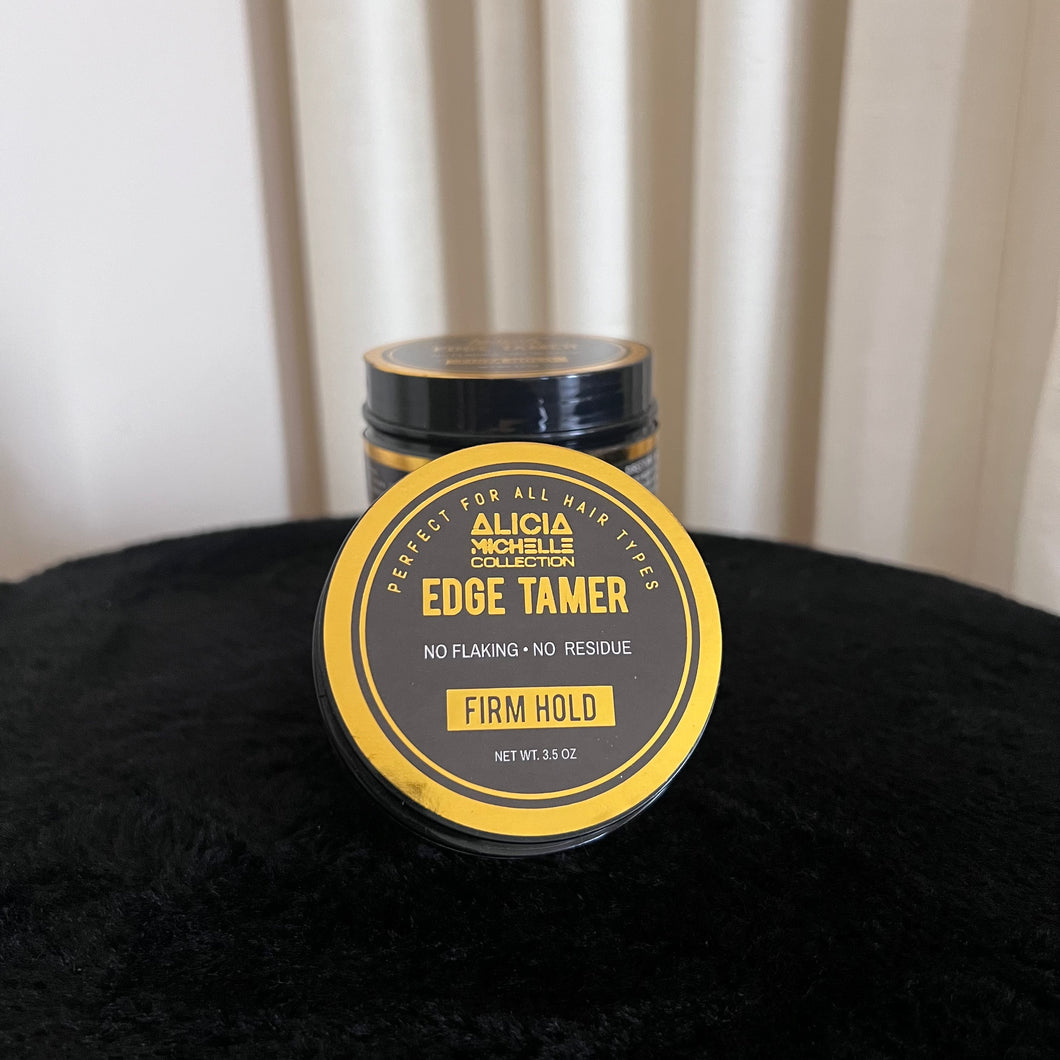 PERFECT FOR ALL HAIR TYPES
ALICIA
MICHELLE
COLLECTION
EDGE TAMER
NO FLAKING • NO RESIDUE
FIRM HOLD
NET WT. 3.5 OZ